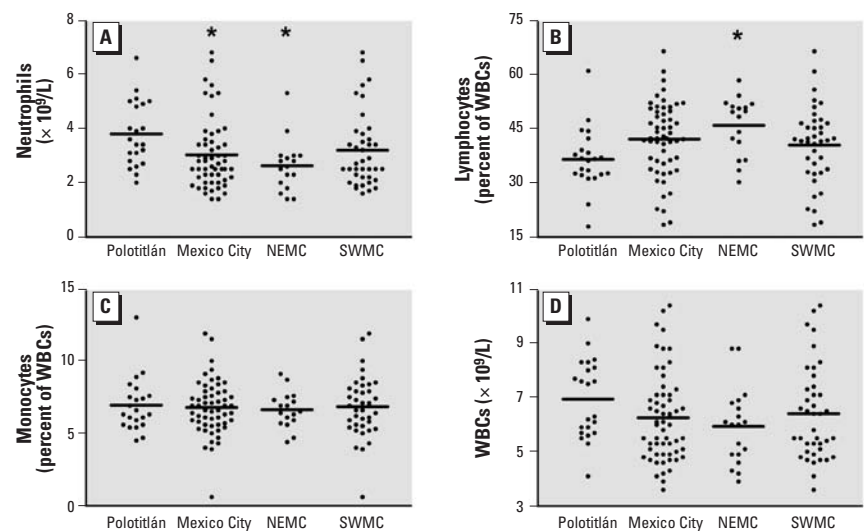 A
Neutrophils
(× 10⁹/L)
8
6
4
2
0
*
*
Polotitlán Mexico City NEMC SWMC
B
Lymphocytes
(percent of WBCs)
75
60
45
30
15
*
Polotitlán Mexico City NEMC SWMC
C
Monocytes
(percent of WBCs)
15
10
5
0
Polotitlán Mexico City NEMC SWMC
D
WBCs (× 10⁹/L)
11
9
7
5
3
Polotitlán Mexico City NEMC SWMC